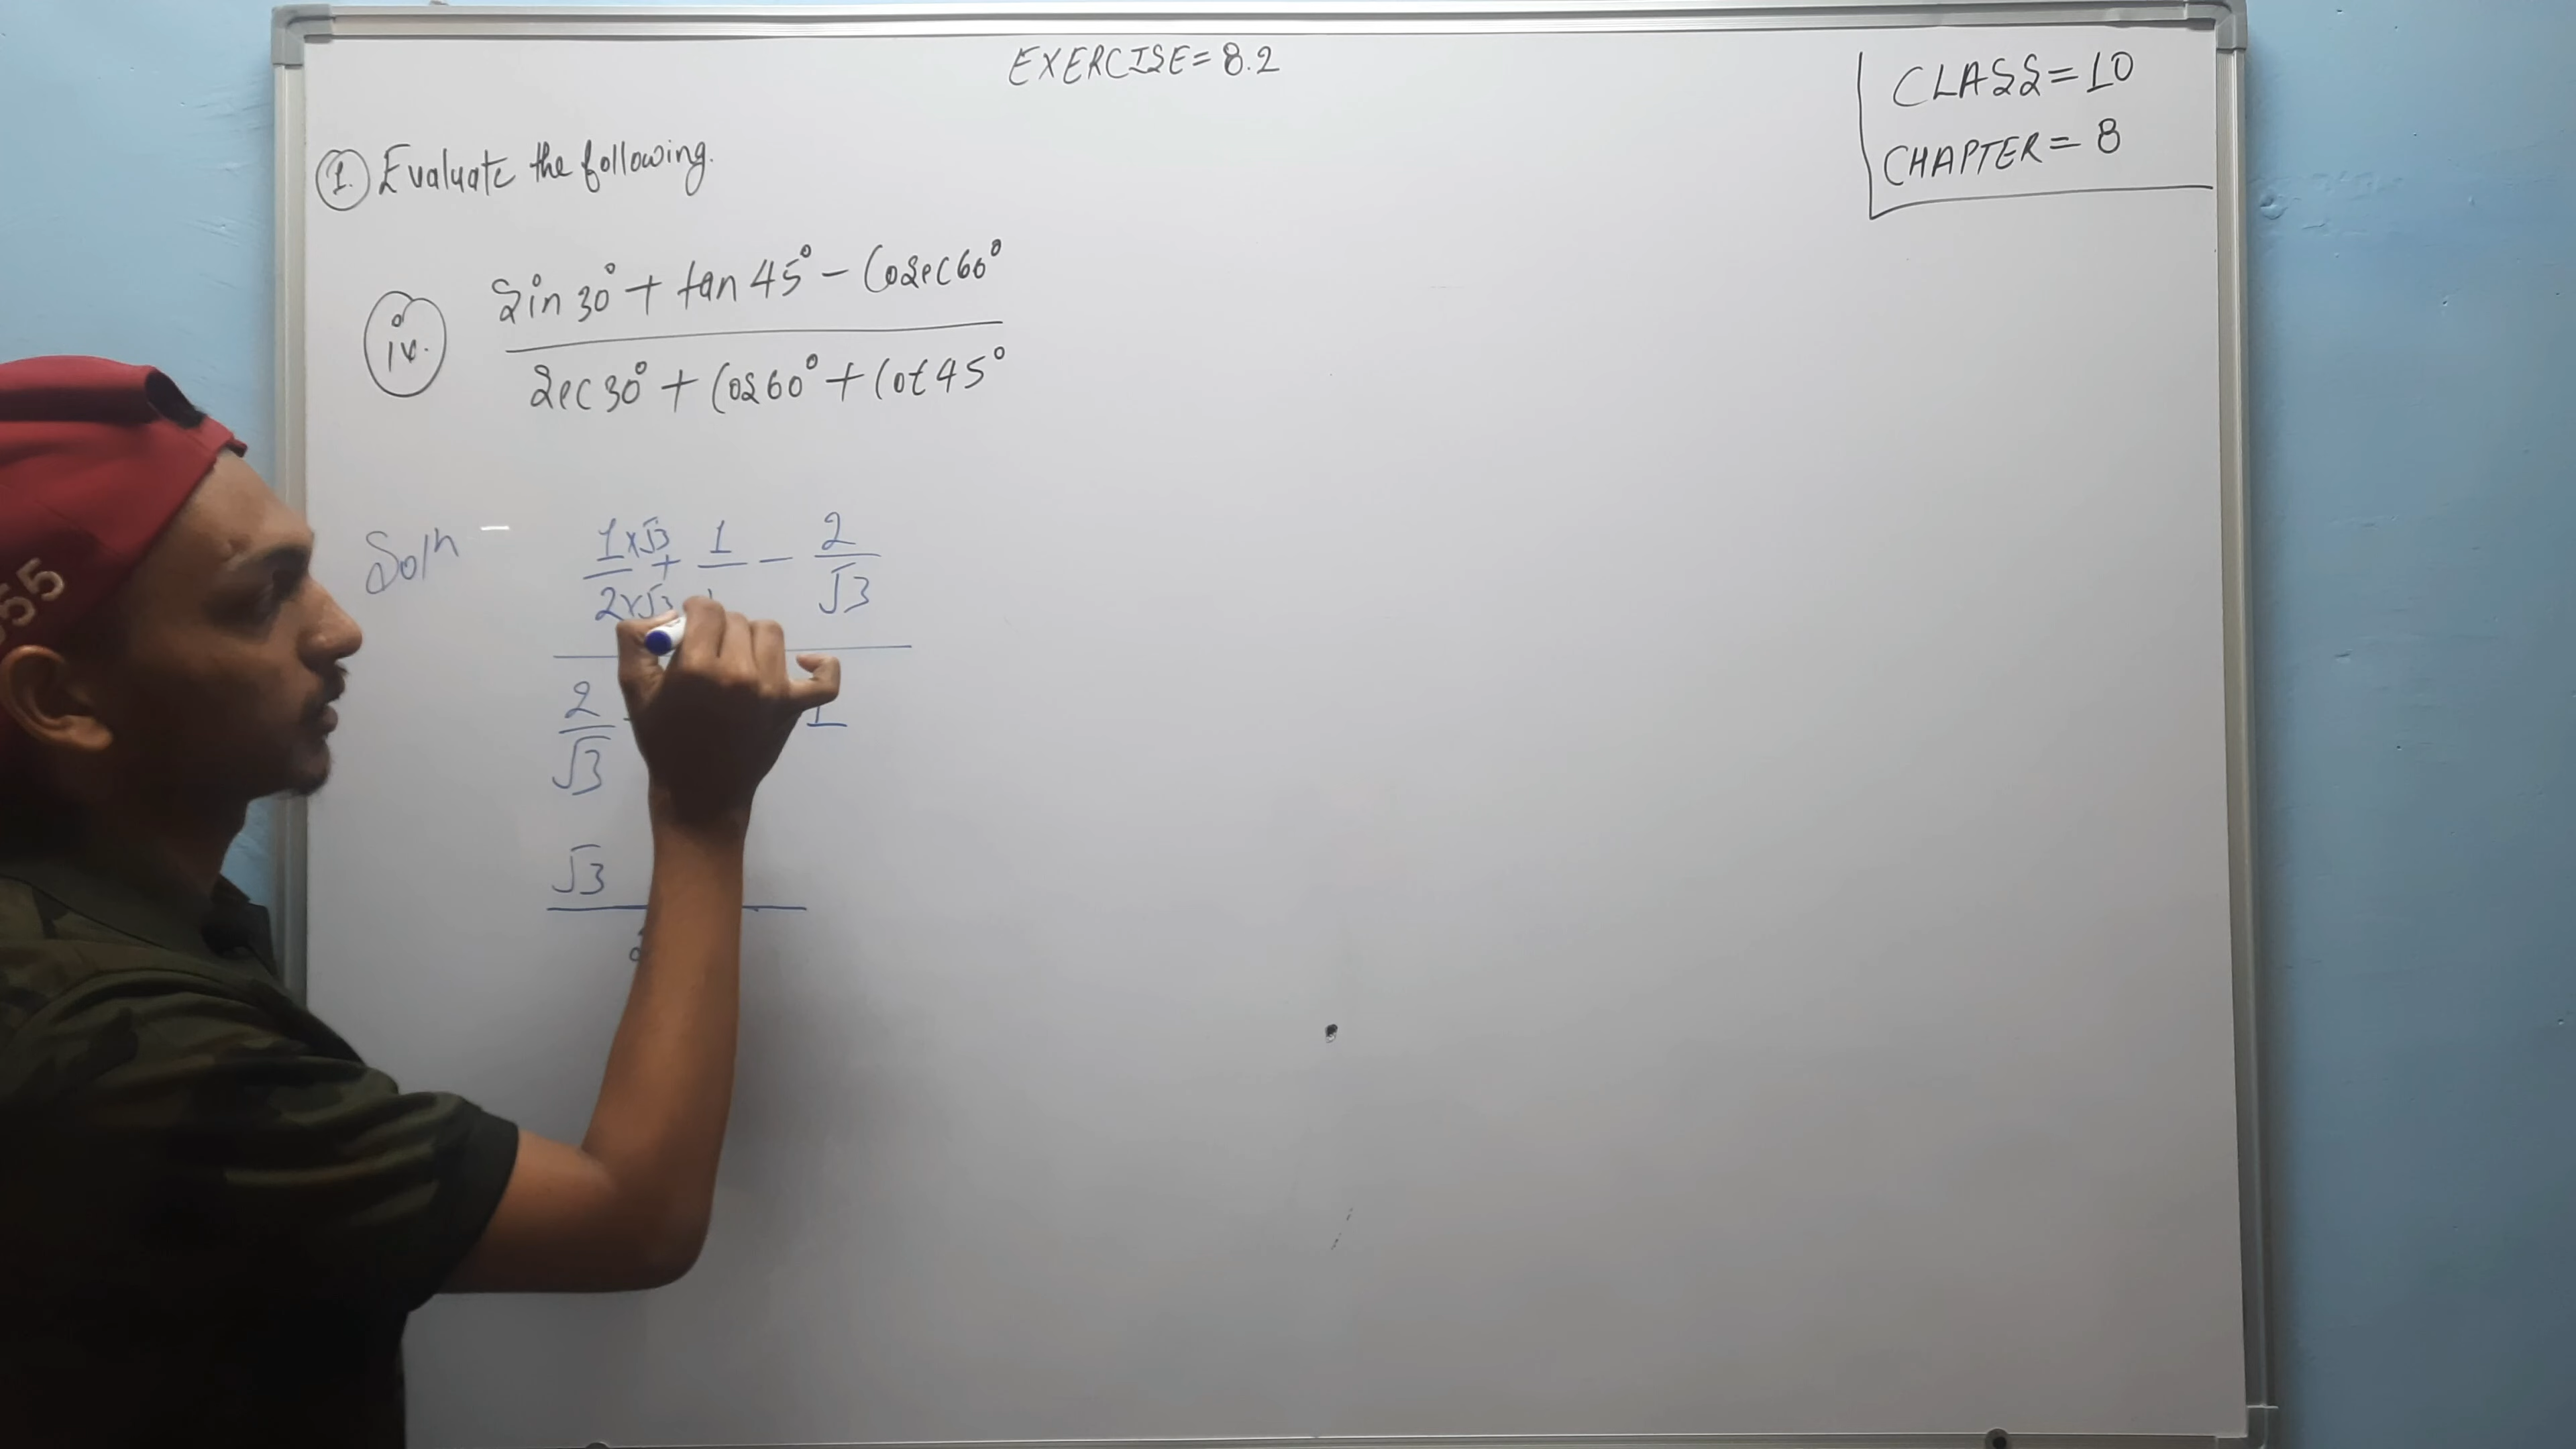 EXERCISE = 8.2
CLASS = 10
CHAPTER = 8
1. Evaluate the following.
iv. sin 30° + tan 45° - Cosec 60°
sec 30° + Cos 60° + Cot 45°
Soln - 1×√3 + 1 - 2
2×√3 √3
2 1
√3
√3
55